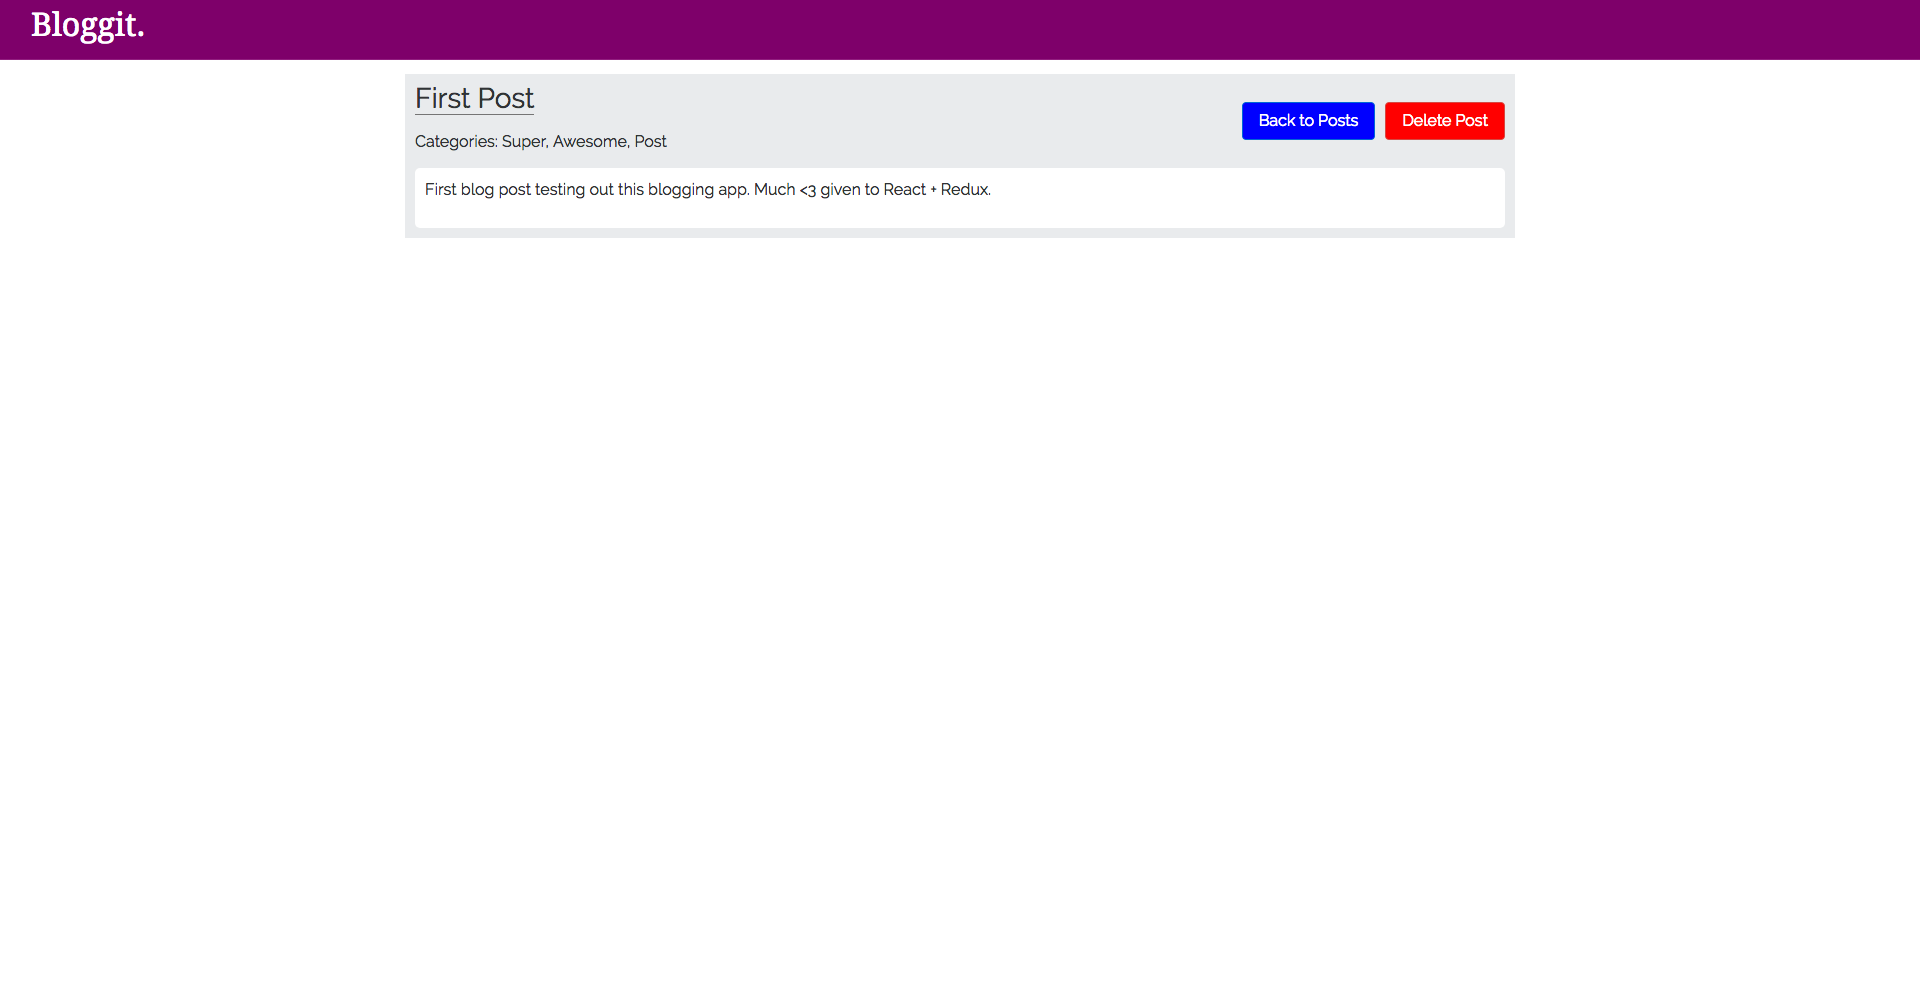 Bloggit.
First Post
Back to Posts
Delete Post
Categories: Super, Awesome, Post
First blog post testing out this blogging app. Much <3 given to React + Redux.